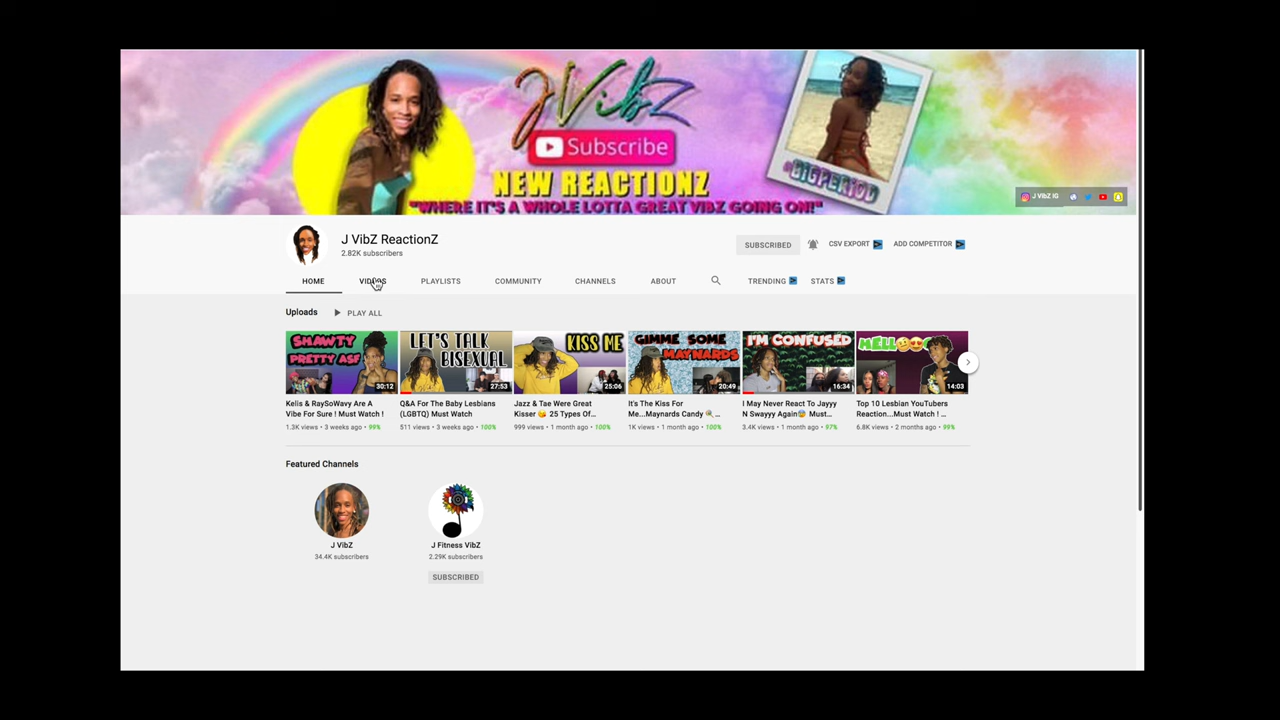 JVibZ
Subscribe
NEW REACTIONZ
"WHERE IT'S A WHOLE LOTTA GREAT VIBZ GOING ON!"
@BIGPERIOD
J VibZ IG
J VibZ ReactionZ
2.82K subscribers
SUBSCRIBED
CSV EXPORT
ADD COMPETITOR
HOME
VIDEOS
PLAYLISTS
COMMUNITY
CHANNELS
ABOUT
TRENDING
STATS
Uploads
PLAY ALL
SHAWTY
PRETTY ASF
30:12
LET'S TALK
BISEXUAL
27:53
KISS ME
25:06
GIMME SOME
MAYNARDS
20:49
I'M CONFUSED
16:34
HELLO
14:03
Kelis & RaySoWavy Are A
Vibe For Sure ! Must Watch !
1.3K views • 3 weeks ago • 99%
Q&A For The Baby Lesbians
(LGBTQ) Must Watch
511 views • 3 weeks ago • 100%
Jazz & Tae Were Great
Kisser 😘 25 Types Of...
999 views • 1 month ago • 100%
It's The Kiss For
Me...Maynards Candy 🍭 ...
1K views • 1 month ago • 100%
I May Never React To Jayyy
N Swayyy Again😰 Must...
3.4K views • 1 month ago • 97%
Top 10 Lesbian YouTubers
Reaction...Must Watch ! ...
6.8K views • 2 months ago • 99%
Featured Channels
J VibZ
34.4K subscribers
J Fitness VibZ
2.29K subscribers
SUBSCRIBED